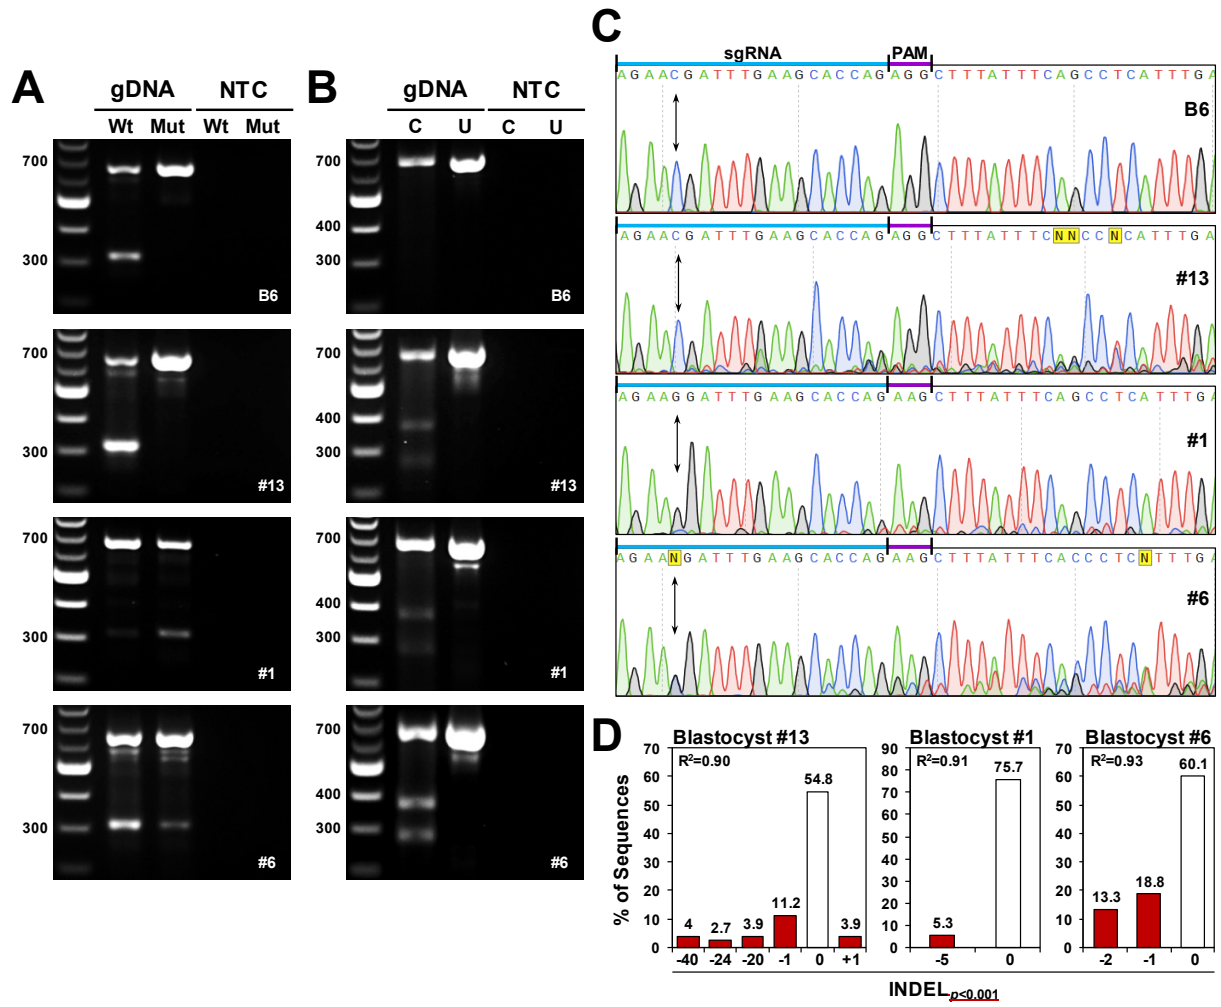 A
gDNA NTC
Wt Mut Wt Mut
700
300
B6
700
300
#13
700
300
#1
700
300
#6
B
gDNA NTC
C U C U
700
400
300
B6
700
400
300
#13
700
400
300
#1
700
400
300
#6
C
sgRNA PAM
AGAACGATTTGAAGCACCAGAGGCTTTATTTCAGCCTCATTTGA
B6
AGAACGATTTGAAGCACCAGAGGCTTTATTTCNNCCNCATTTGA
#13
AGAAGGATTTGAAGCACCAGAAGCTTTATTTCAGCCTCATTTGA
#1
AGAANGATTTGAAGCACCAGAAGCTTTATTTCACCCTCNTTTGA
#6
D
Blastocyst #13
R²=0.90
% of Sequences
70
60
50
40
30
20
10
0
4 2.7 3.9 11.2 54.8 3.9
-40 -24 -20 -1 0 +1
Blastocyst #1
R²=0.91
90
80
70
60
50
40
30
20
10
0
5.3 75.7
-5 0
Blastocyst #6
R²=0.93
70
60
50
40
30
20
10
0
13.3 18.8 60.1
-2 -1 0
INDEL p<0.001